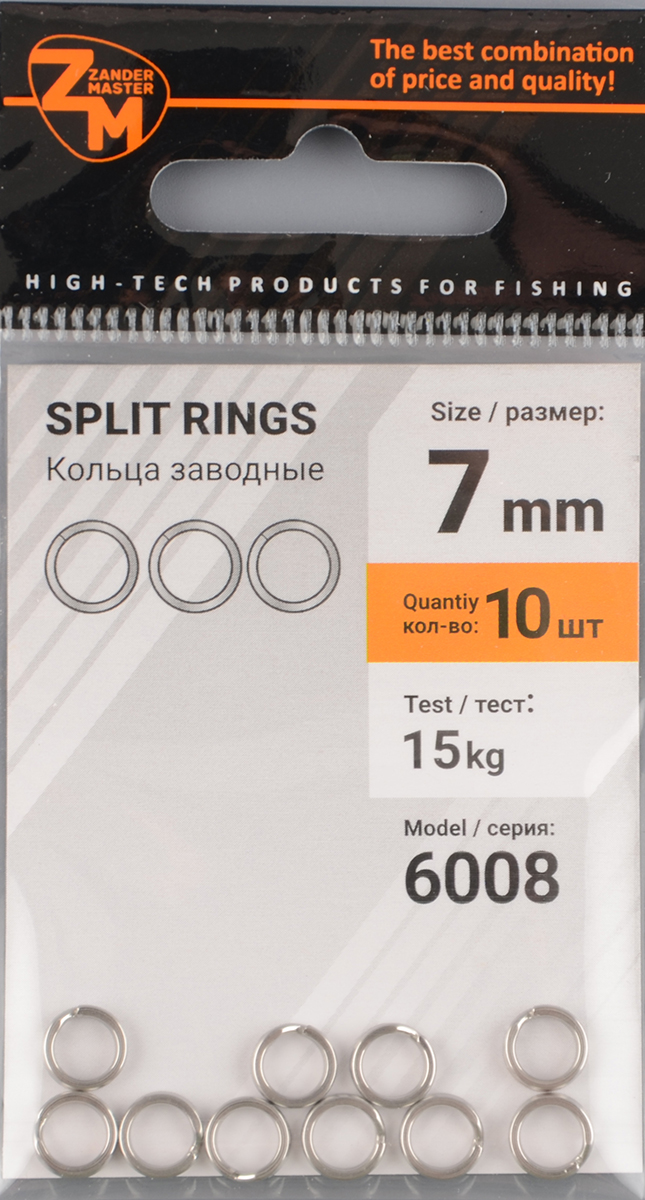 ZM
ZANDER
MASTER
The best combination
of price and quality!
HIGH-TECH PRODUCTS FOR FISHING
SPLIT RINGS
Кольца заводные
Size / размер:
7 mm
Quantiy
кол-во: 10 шт
Test / тест:
15kg
Model / серия:
6008